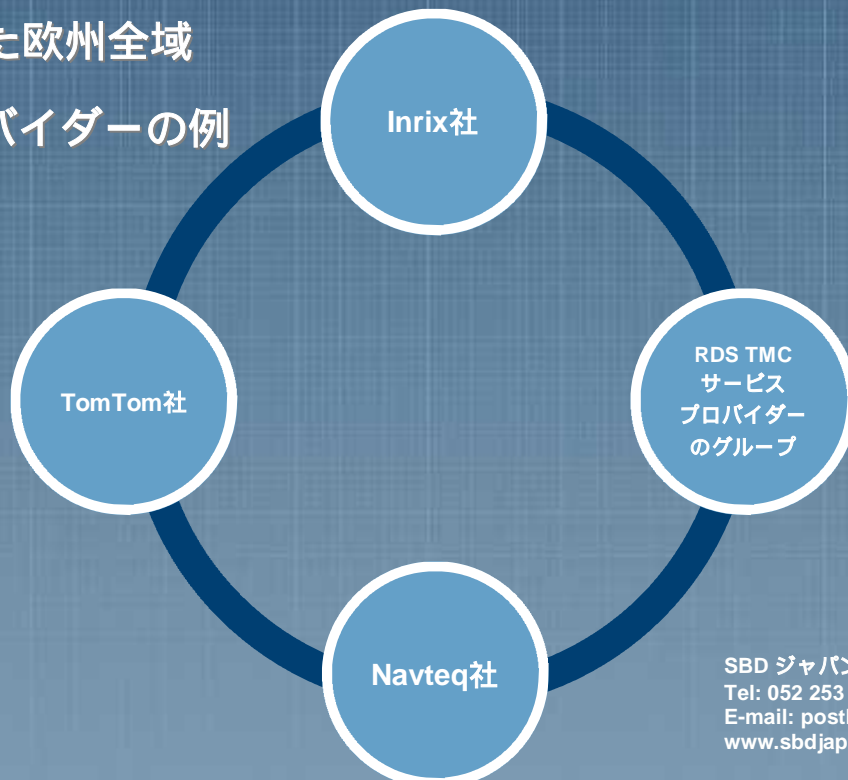 た欧州全域
バイダーの例
Inrix社
TomTom社
RDS TMC
サービス
プロバイダー
のグループ
Navteq社
SBD ジャパン
Tel: 052 253
E-mail: